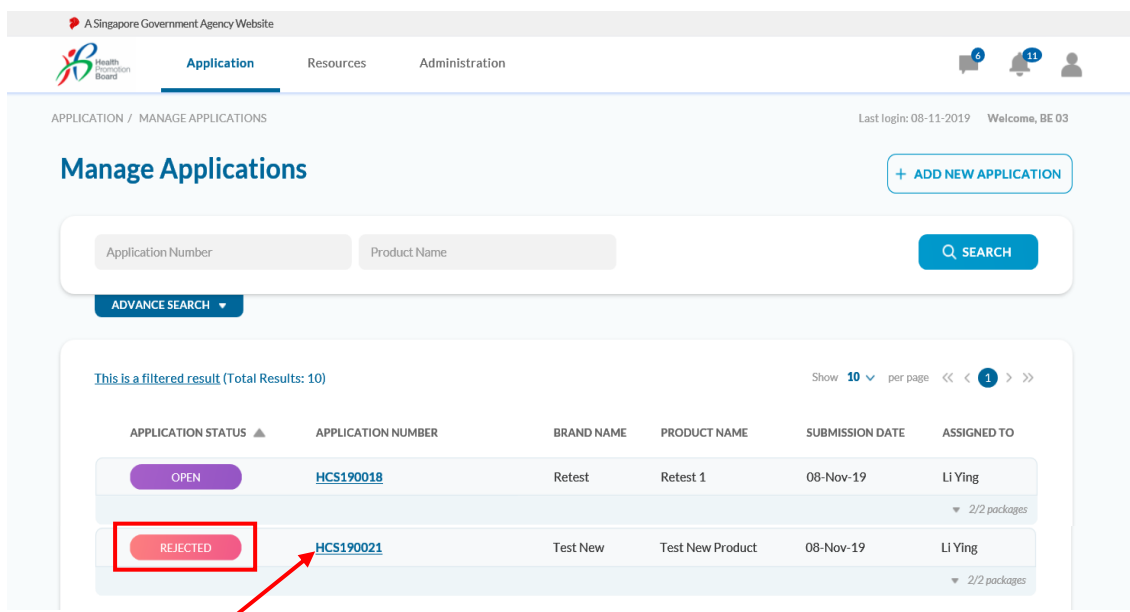 A Singapore Government Agency Website
Health Promotion Board
Application Resources Administration 6 11
APPLICATION / MANAGE APPLICATIONS Last login: 08-11-2019 Welcome, BE 03
Manage Applications
+ ADD NEW APPLICATION
Application Number Product Name SEARCH
ADVANCE SEARCH
This is a filtered result (Total Results: 10) Show 10 per page << < 1 > >>
APPLICATION STATUS APPLICATION NUMBER BRAND NAME PRODUCT NAME SUBMISSION DATE ASSIGNED TO
OPEN HCS190018 Retest Retest 1 08-Nov-19 Li Ying
2/2 packages
REJECTED HCS190021 Test New Test New Product 08-Nov-19 Li Ying
2/2 packages